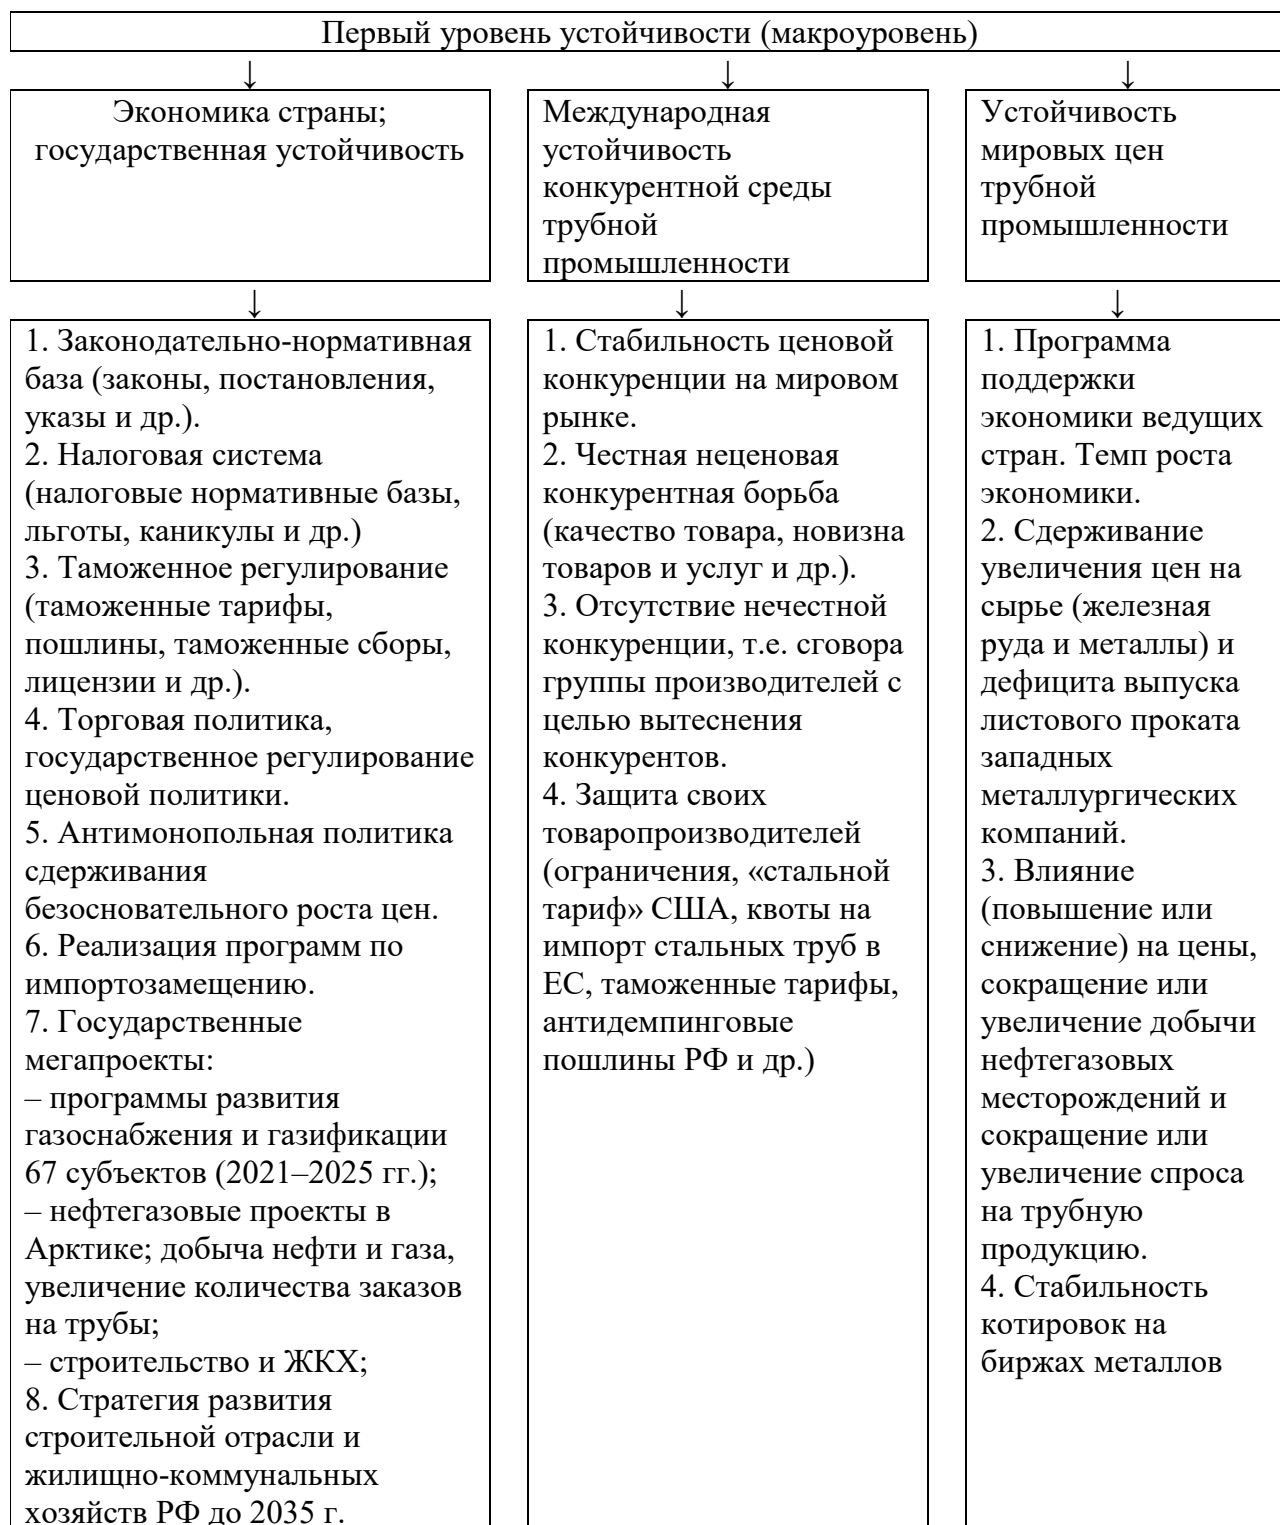 Первый уровень устойчивости (макроуровень)
↓
↓
↓
Экономика страны;
государственная устойчивость
Международная
устойчивость
конкурентной среды
трубной
промышленности
Устойчивость
мировых цен
трубной
промышленности
↓
↓
↓
1. Законодательно-нормативная
база (законы, постановления,
указы и др.).
2. Налоговая система
(налоговые нормативные базы,
льготы, каникулы и др.)
3. Таможенное регулирование
(таможенные тарифы,
пошлины, таможенные сборы,
лицензии и др.).
4. Торговая политика,
государственное регулирование
ценовой политики.
5. Антимонопольная политика
сдерживания
безосновательного роста цен.
6. Реализация программ по
импортозамещению.
7. Государственные
мегапроекты:
– программы развития
газоснабжения и газификации
67 субъектов (2021–2025 гг.);
– нефтегазовые проекты в
Арктике; добыча нефти и газа,
увеличение количества заказов
на трубы;
– строительство и ЖКХ;
8. Стратегия развития
строительной отрасли и
жилищно-коммунальных
хозяйств РФ до 2035 г.
1. Стабильность ценовой
конкуренции на мировом
рынке.
2. Честная неценовая
конкурентная борьба
(качество товара, новизна
товаров и услуг и др.).
3. Отсутствие нечестной
конкуренции, т.е. сговора
группы производителей с
целью вытеснения
конкурентов.
4. Защита своих
товаропроизводителей
(ограничения, «стальной
тариф» США, квоты на
импорт стальных труб в
ЕС, таможенные тарифы,
антидемпинговые
пошлины РФ и др.)
1. Программа
поддержки
экономики ведущих
стран. Темп роста
экономики.
2. Сдерживание
увеличения цен на
сырье (железная
руда и металлы) и
дефицита выпуска
листового проката
западных
металлургических
компаний.
3. Влияние
(повышение или
снижение) на цены,
сокращение или
увеличение добычи
нефтегазовых
месторождений и
сокращение или
увеличение спроса
на трубную
продукцию.
4. Стабильность
котировок на
биржах металлов